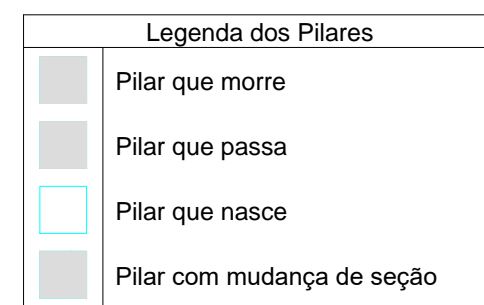 Legenda dos Pilares
Pilar que morre
Pilar que passa
Pilar que nasce
Pilar com mudança de seção